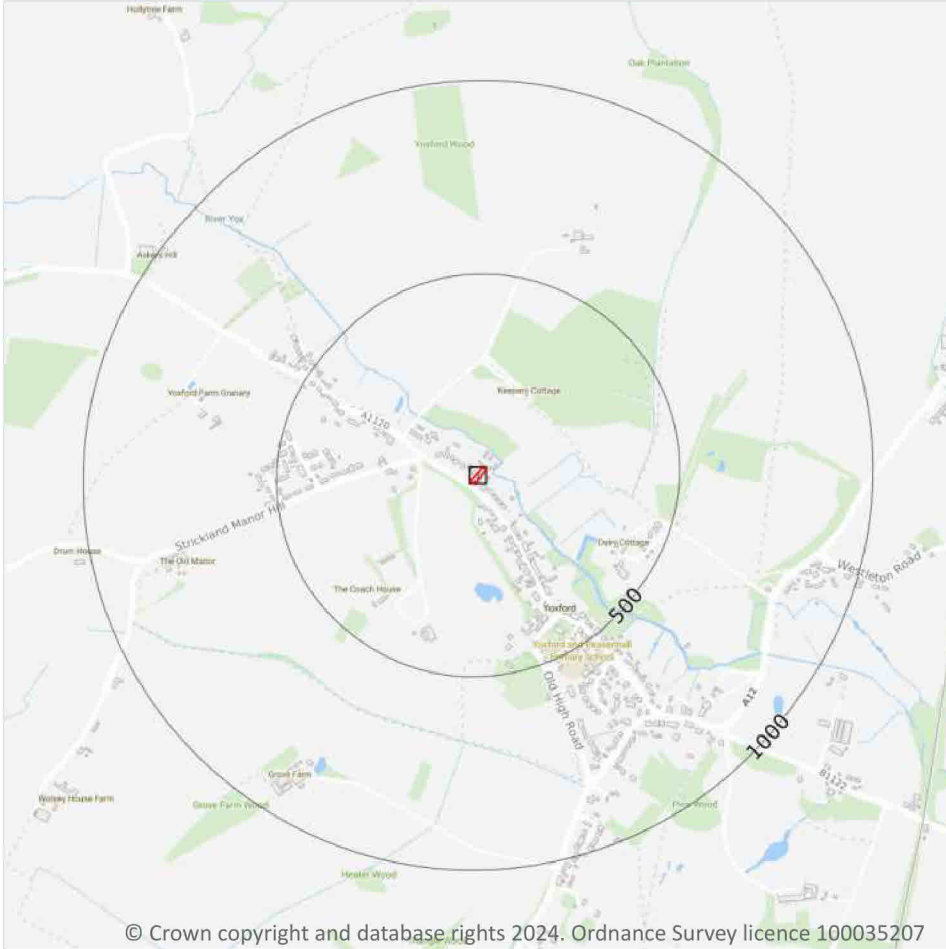 Hollytree Farm
Oak Plantation
Yoxford Wood
River Yox
Askers Hill
Yoxford Farm Granary
Keepers Cottage
A1120
Strickland Manor Hill
Drum House
The Old Manor
Dairy Cottage
Westleton Road
The Coach House
Yoxford
500
Yoxford and Peasenhall
Primary School
Old High Road
A12
1000
Grove Farm
B1122
Wolsey House Farm
Grove Farm Wood
Pine Wood
Heater Wood
© Crown copyright and database rights 2024. Ordnance Survey licence 100035207